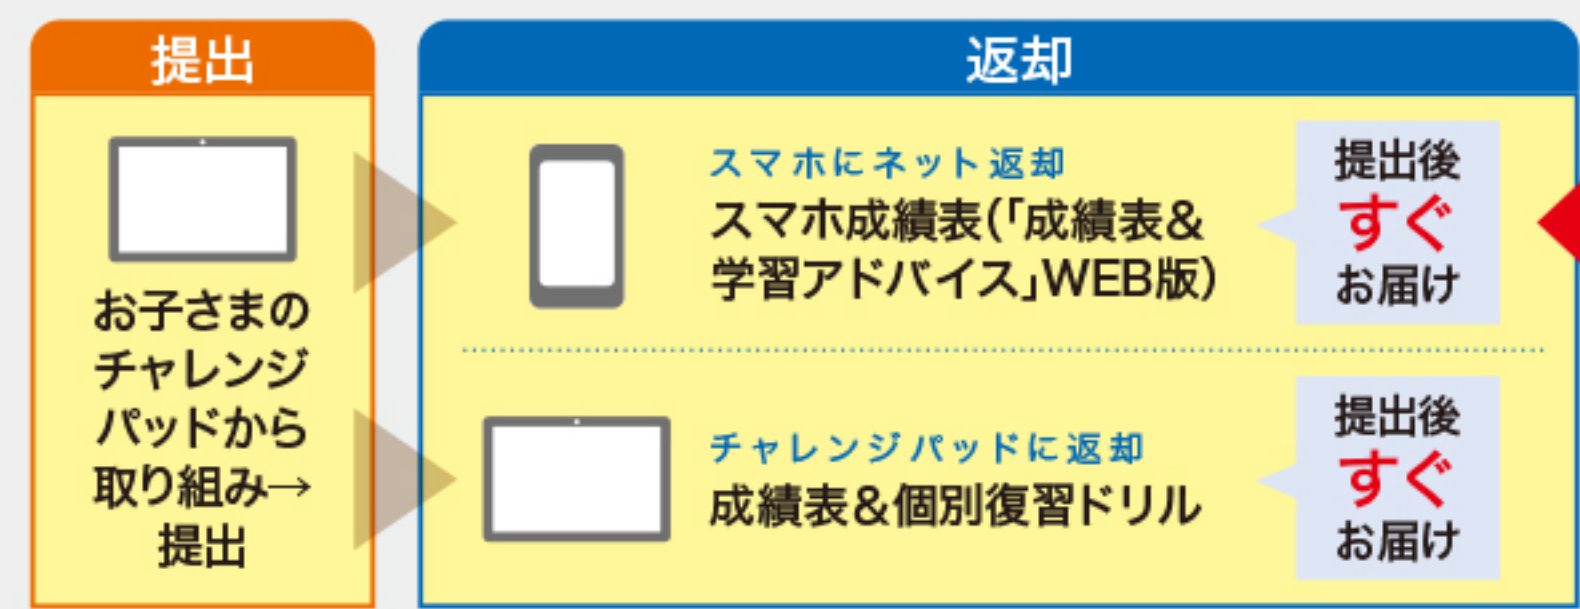 提出
お子さまの
チャレンジ
パッドから
取り組み→
提出
返却
スマホにネット返却
スマホ成績表(「成績表&
学習アドバイス」WEB版)
提出後
すぐ
お届け
チャレンジパッドに返却
成績表&個別復習ドリル
提出後
すぐ
お届け